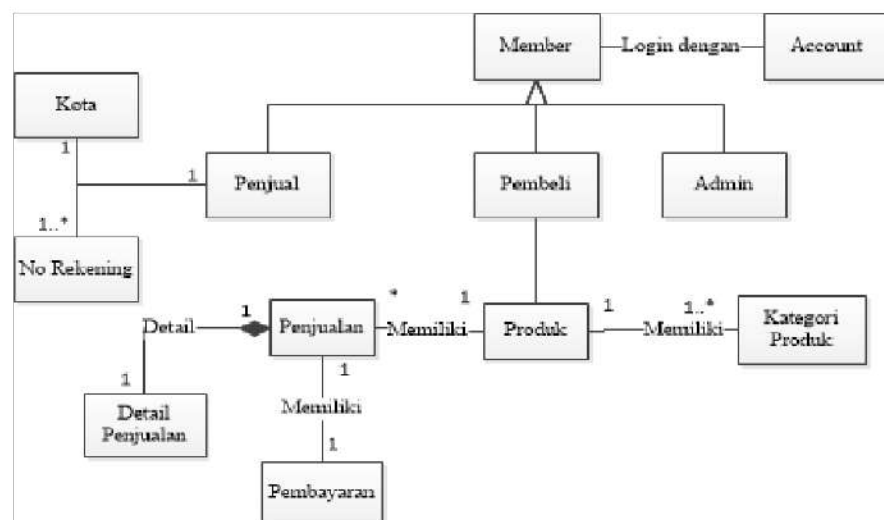 Member
Login dengan
Account
Kota
1
1
Penjual
Pembeli
Admin
1..*
No Rekening
Detail
1
Penjualan
*
Memiliki
1
Produk
1
1..*
Memiliki
Kategori
Produk
1
Detail
Penjualan
1
Memiliki
1
Pembayaran